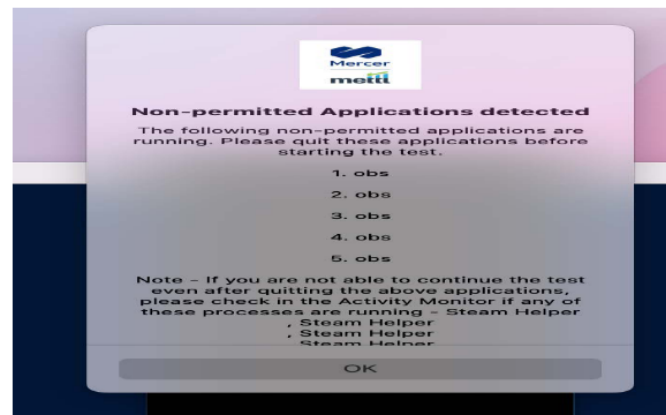 Mercer
mettl
Non-permitted Applications detected
The following non-permitted applications are
running. Please quit these applications before
starting the test.
1. obs
2. obs
3. obs
4. obs
5. obs
Note - If you are not able to continue the test
even after quitting the above applications,
please check in the Activity Monitor if any of
these processes are running - Steam Helper
, Steam Helper
, Steam Helper
Steam Helper
OK